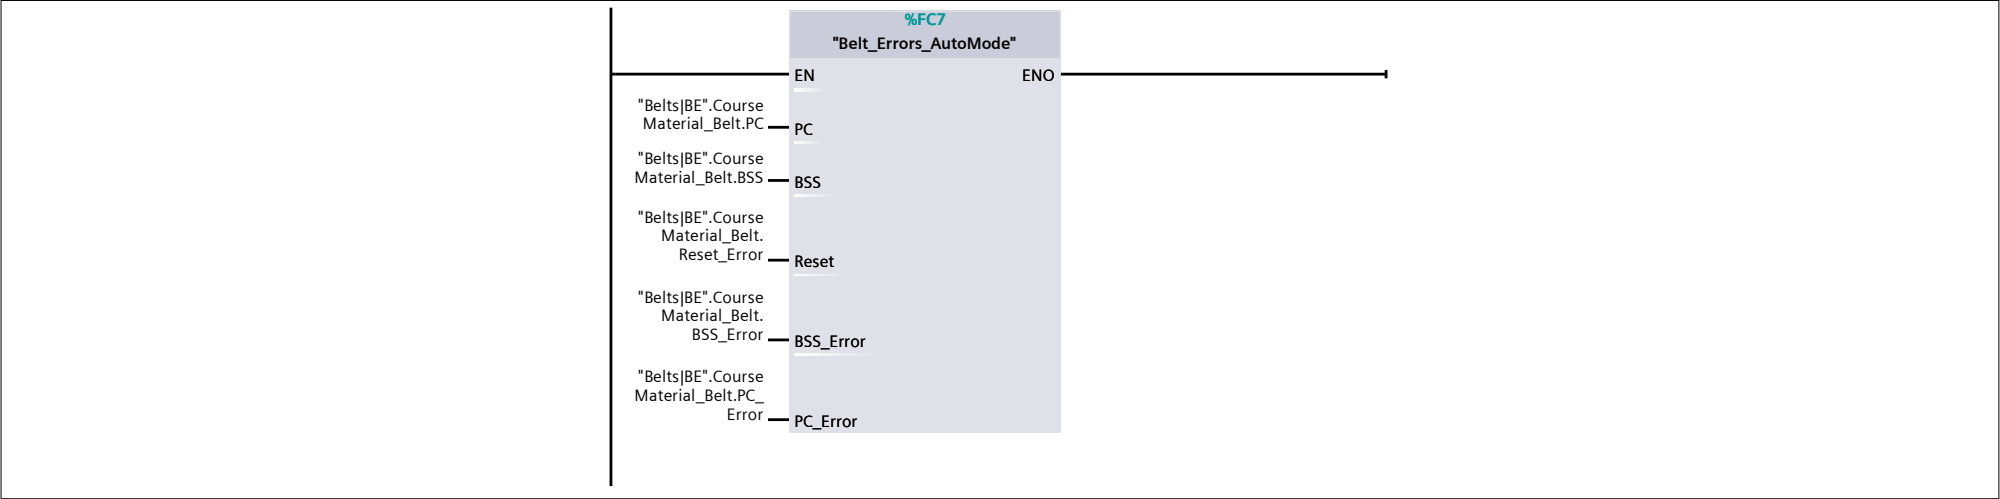 %FC7
"Belt_Errors_AutoMode"
EN
ENO
"Belts|BE".Course
Material_Belt.PC
PC
"Belts|BE".Course
Material_Belt.BSS
BSS
"Belts|BE".Course
Material_Belt.
Reset_Error
Reset
"Belts|BE".Course
Material_Belt.
BSS_Error
BSS_Error
"Belts|BE".Course
Material_Belt.PC_
Error
PC_Error